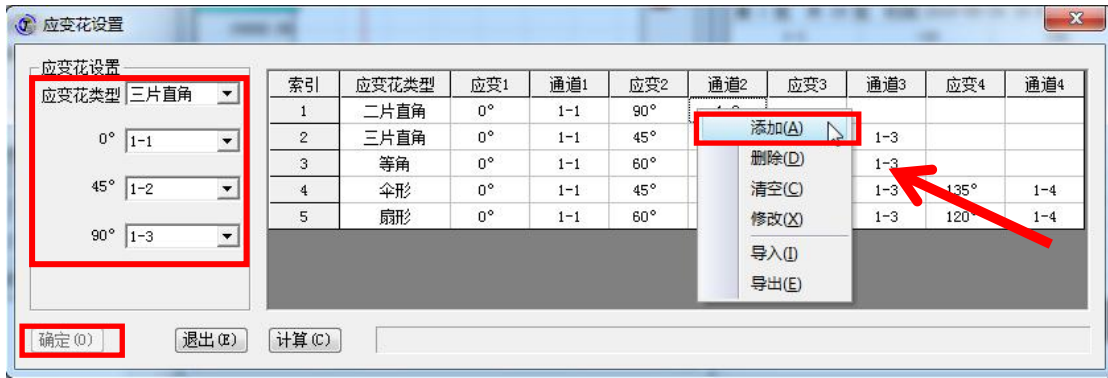 应变花设置
应变花设置
应变花类型 三片直角
0° 1-1
45° 1-2
90° 1-3
索引 应变花类型 应变1 通道1 应变2 通道2 应变3 通道3 应变4 通道4
1 二片直角 0° 1-1 90°
2 三片直角 0° 1-1 45° 1-3
3 等角 0° 1-1 60° 1-3
4 伞形 0° 1-1 45° 1-3 135° 1-4
5 扇形 0° 1-1 60° 1-3 120° 1-4
添加(A)
删除(D)
清空(C)
修改(X)
导入(I)
导出(E)
确定(O) 退出(E) 计算(C)